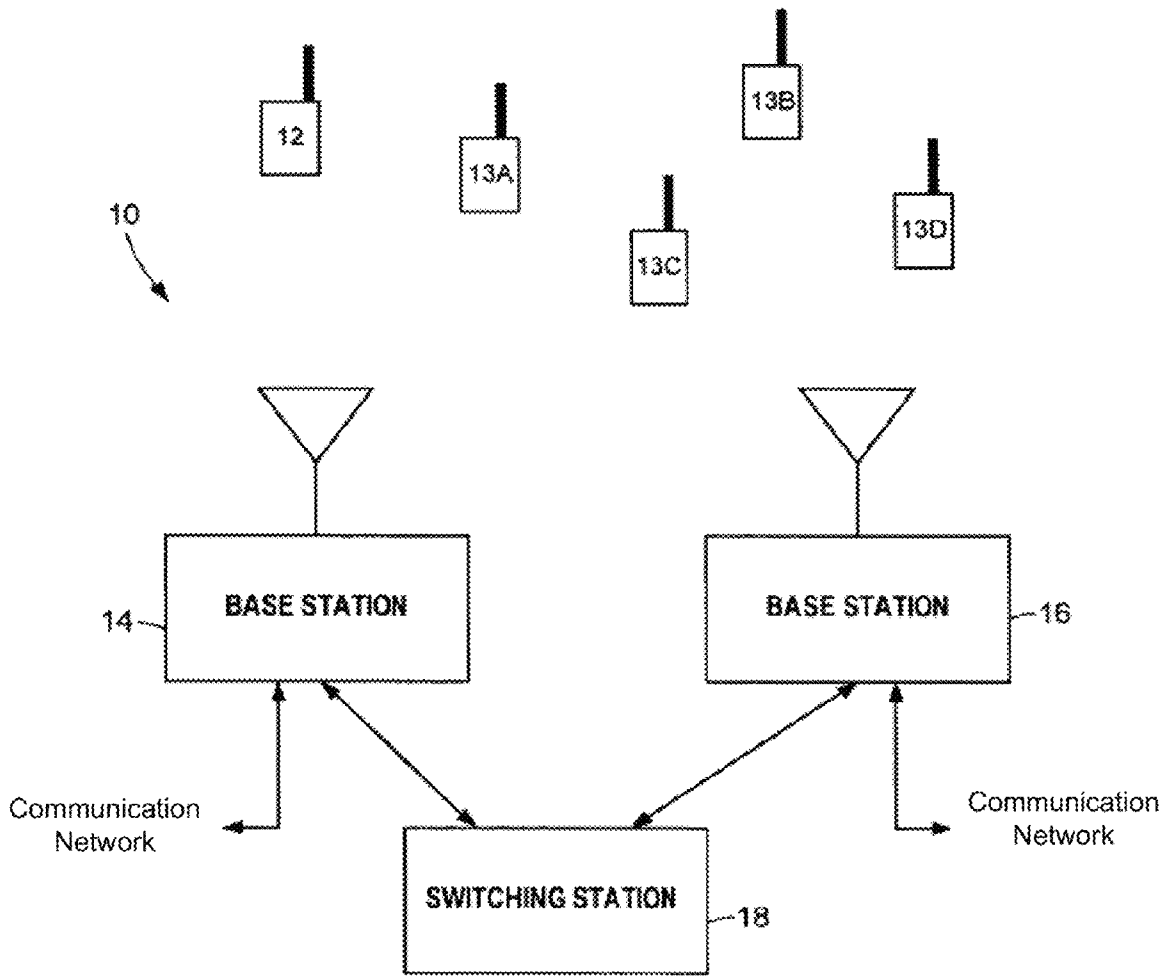 12
13A
13B
13C
13D
10
BASE STATION
14
BASE STATION
16
Communication
Network
Communication
Network
SWITCHING STATION
18